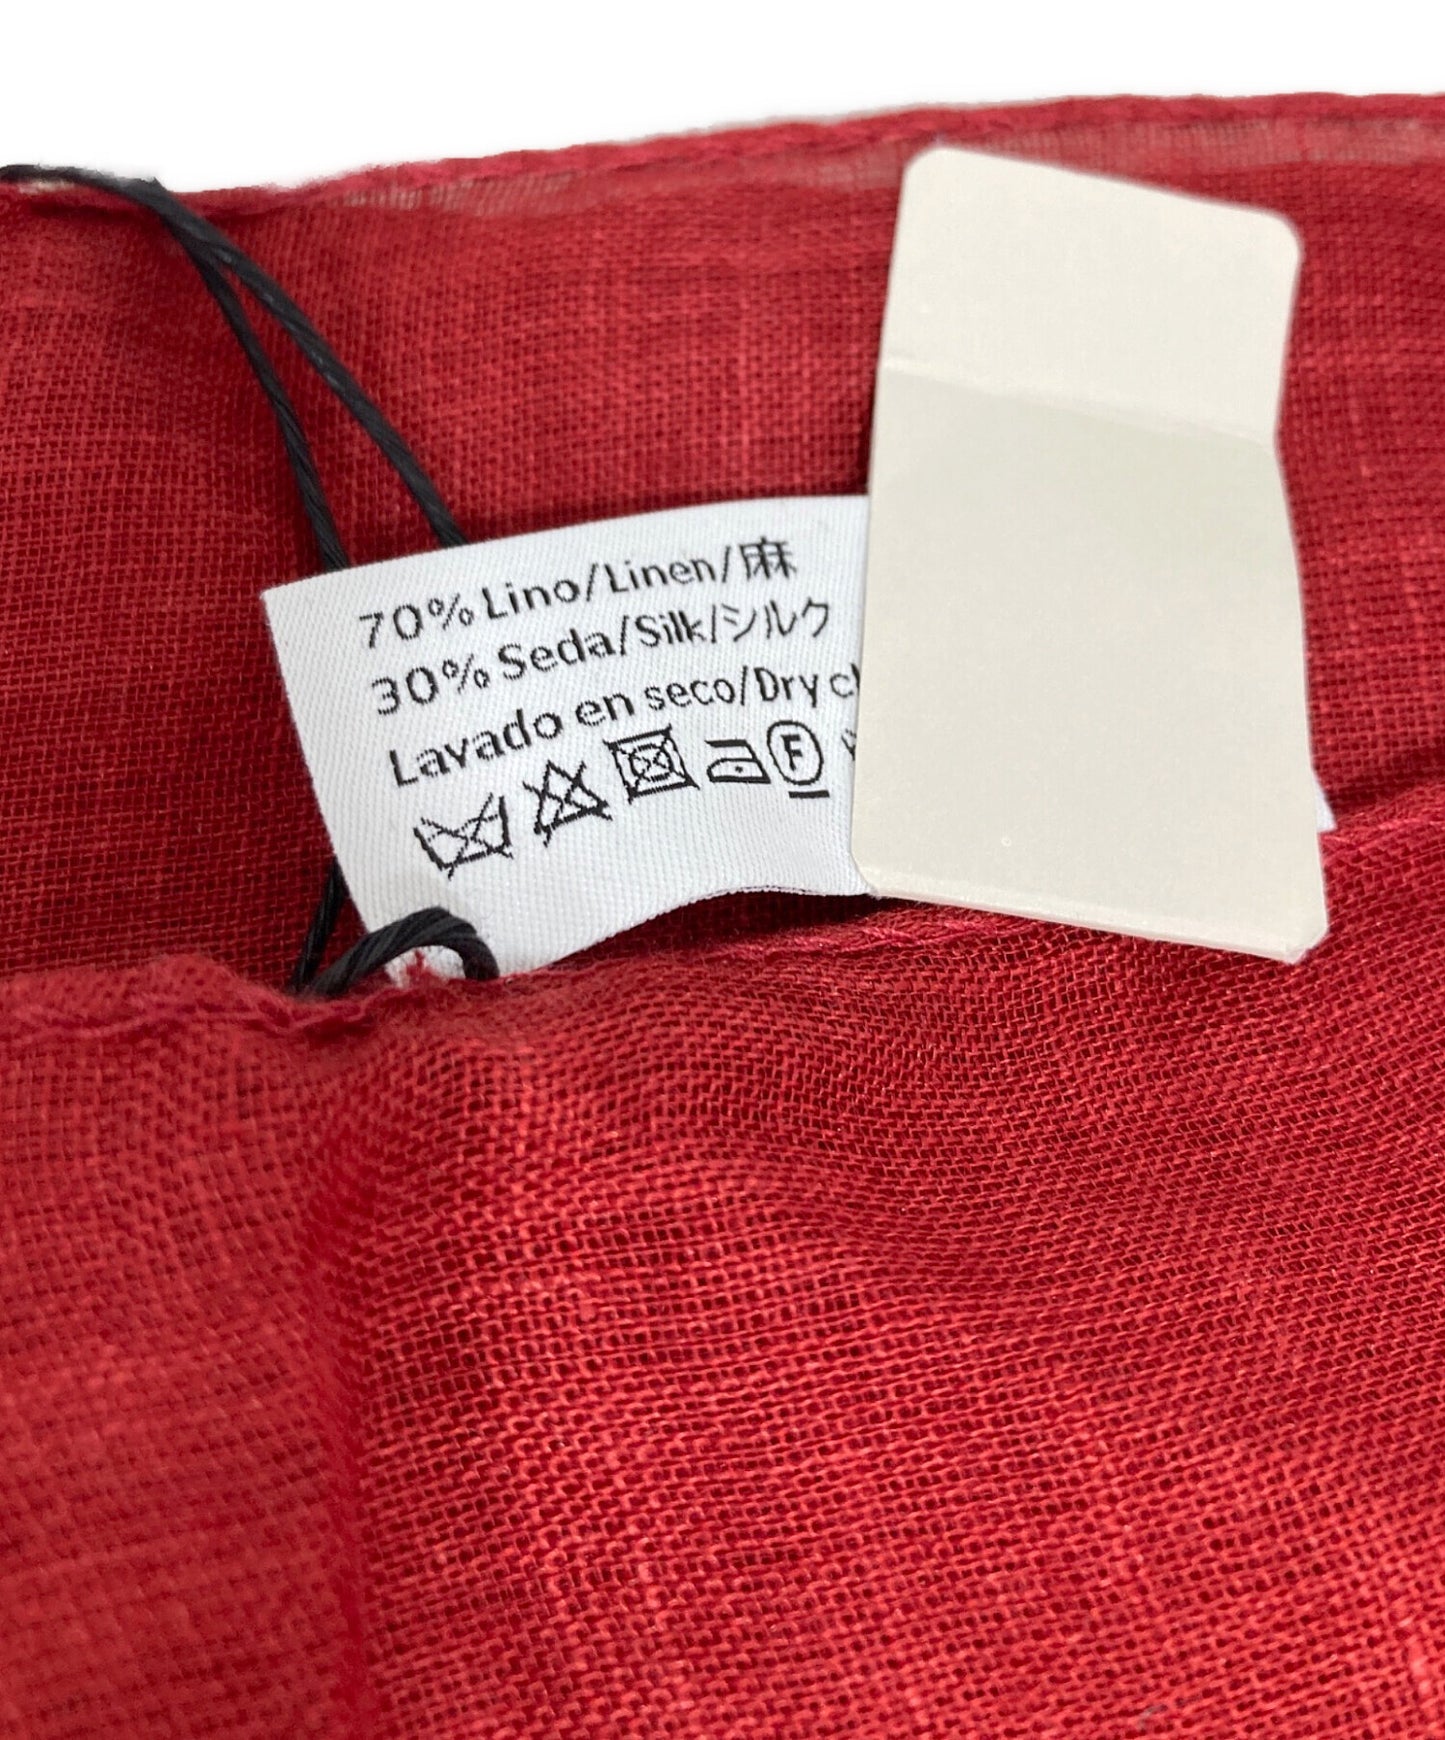 70% Lino/Linen/麻
30% Seda/Silk/シルク
Lavado en seco/Dry
F